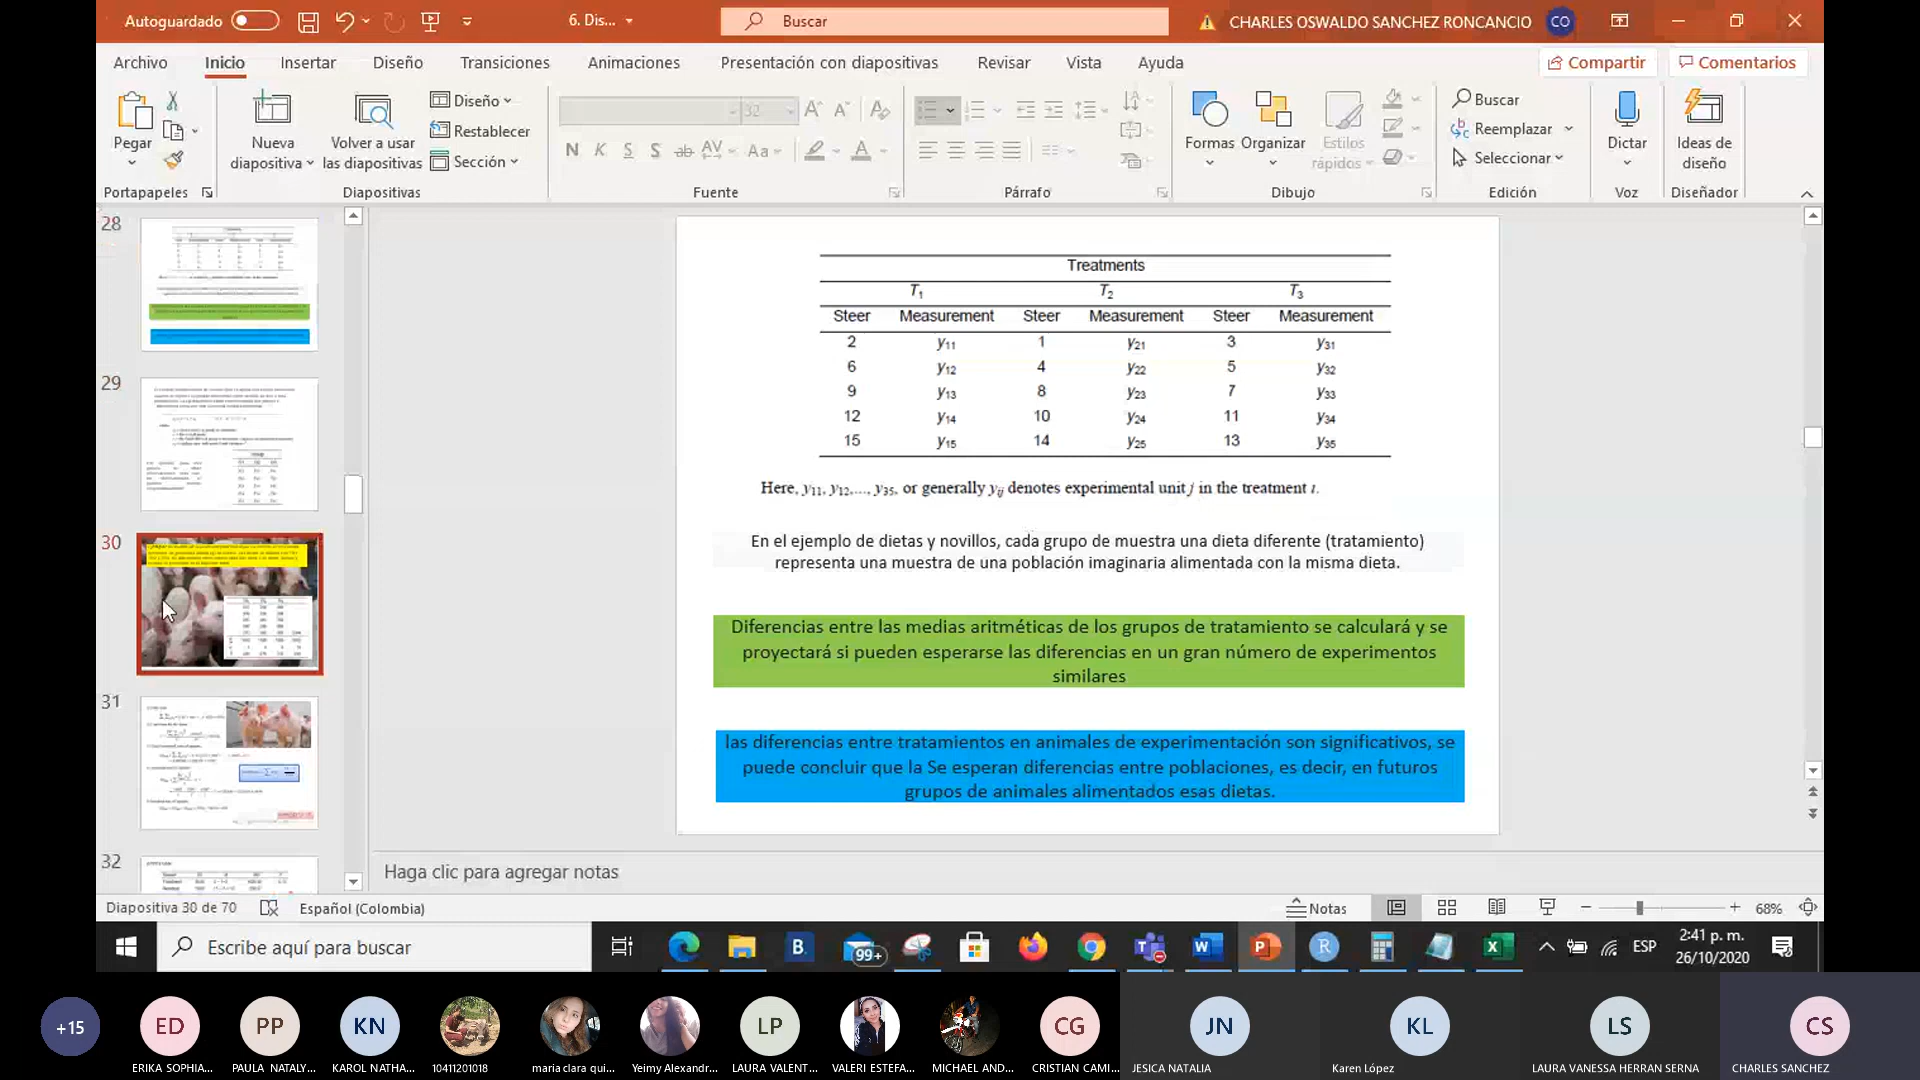 Autoguardado
6. Dis...
Buscar
CHARLES OSWALDO SANCHEZ RONCANCIO
CO
Archivo
Inicio
Insertar
Diseño
Transiciones
Animaciones
Presentación con diapositivas
Revisar
Vista
Ayuda
Compartir
Comentarios
Pegar
Nueva
diapositiva
Volver a usar
las diapositivas
Diseño
Restablecer
Sección
32
N K S S ab AV Aa A
Formas
Organizar
Estilos
rápidos
Buscar
Reemplazar
Seleccionar
Dictar
Ideas de
diseño
Portapapeles
Diapositivas
Fuente
Párrafo
Dibujo
Edición
Voz
Diseñador
28
29
30
31
32
Treatments
T1 T2 T3
Steer Measurement Steer Measurement Steer Measurement
2 y11 1 y21 3 y31
6 y12 4 y22 5 y32
9 y13 8 y23 7 y33
12 y14 10 y24 11 y34
15 y15 14 y25 13 y35
Here, y11, y12,..., y35, or generally yij denotes experimental unit j in the treatment i.
En el ejemplo de dietas y novillos, cada grupo de muestra una dieta diferente (tratamiento)
representa una muestra de una población imaginaria alimentada con la misma dieta.
Diferencias entre las medias aritméticas de los grupos de tratamiento se calculará y se
proyectará si pueden esperarse las diferencias en un gran número de experimentos
similares
las diferencias entre tratamientos en animales de experimentación son significativos, se
puede concluir que la Se esperan diferencias entre poblaciones, es decir, en futuros
grupos de animales alimentados esas dietas.
Haga clic para agregar notas
Diapositiva 30 de 70
Español (Colombia)
Notas
68%
Escribe aquí para buscar
B.
99+
ESP
2:41 p. m.
26/10/2020
+15
ED
PP
KN
LP
CG
JN
KL
LS
CS
ERIKA SOPHIA...
PAULA NATALY...
KAROL NATHA...
10411201018
maria clara qui...
Yeimy Alexandr...
LAURA VALENT...
VALERI ESTEFA...
MICHAEL AND...
CRISTIAN CAMI...
JESICA NATALIA
Karen López
LAURA VANESSA HERRAN SERNA
CHARLES SANCHEZ